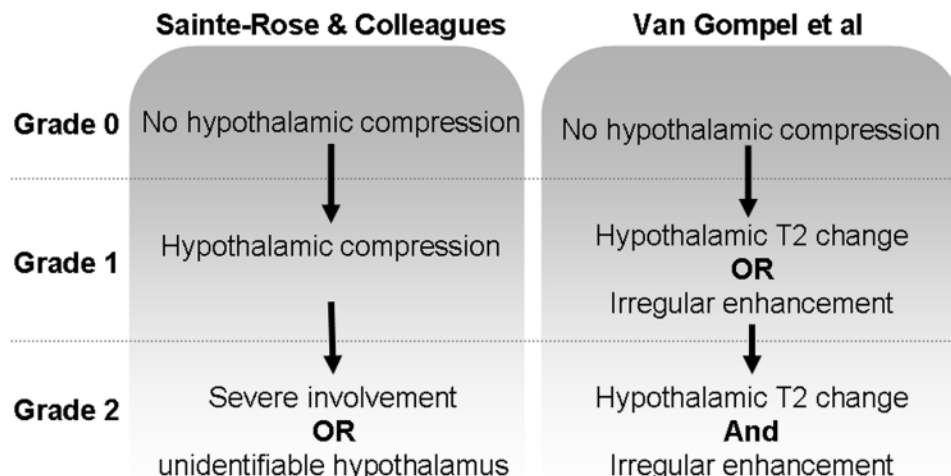 Sainte-Rose & Colleagues
Van Gompel et al
Grade 0
No hypothalamic compression
No hypothalamic compression
Grade 1
Hypothalamic compression
Hypothalamic T2 change
OR
Irregular enhancement
Grade 2
Severe involvement
OR
unidentifiable hypothalamus
Hypothalamic T2 change
And
Irregular enhancement